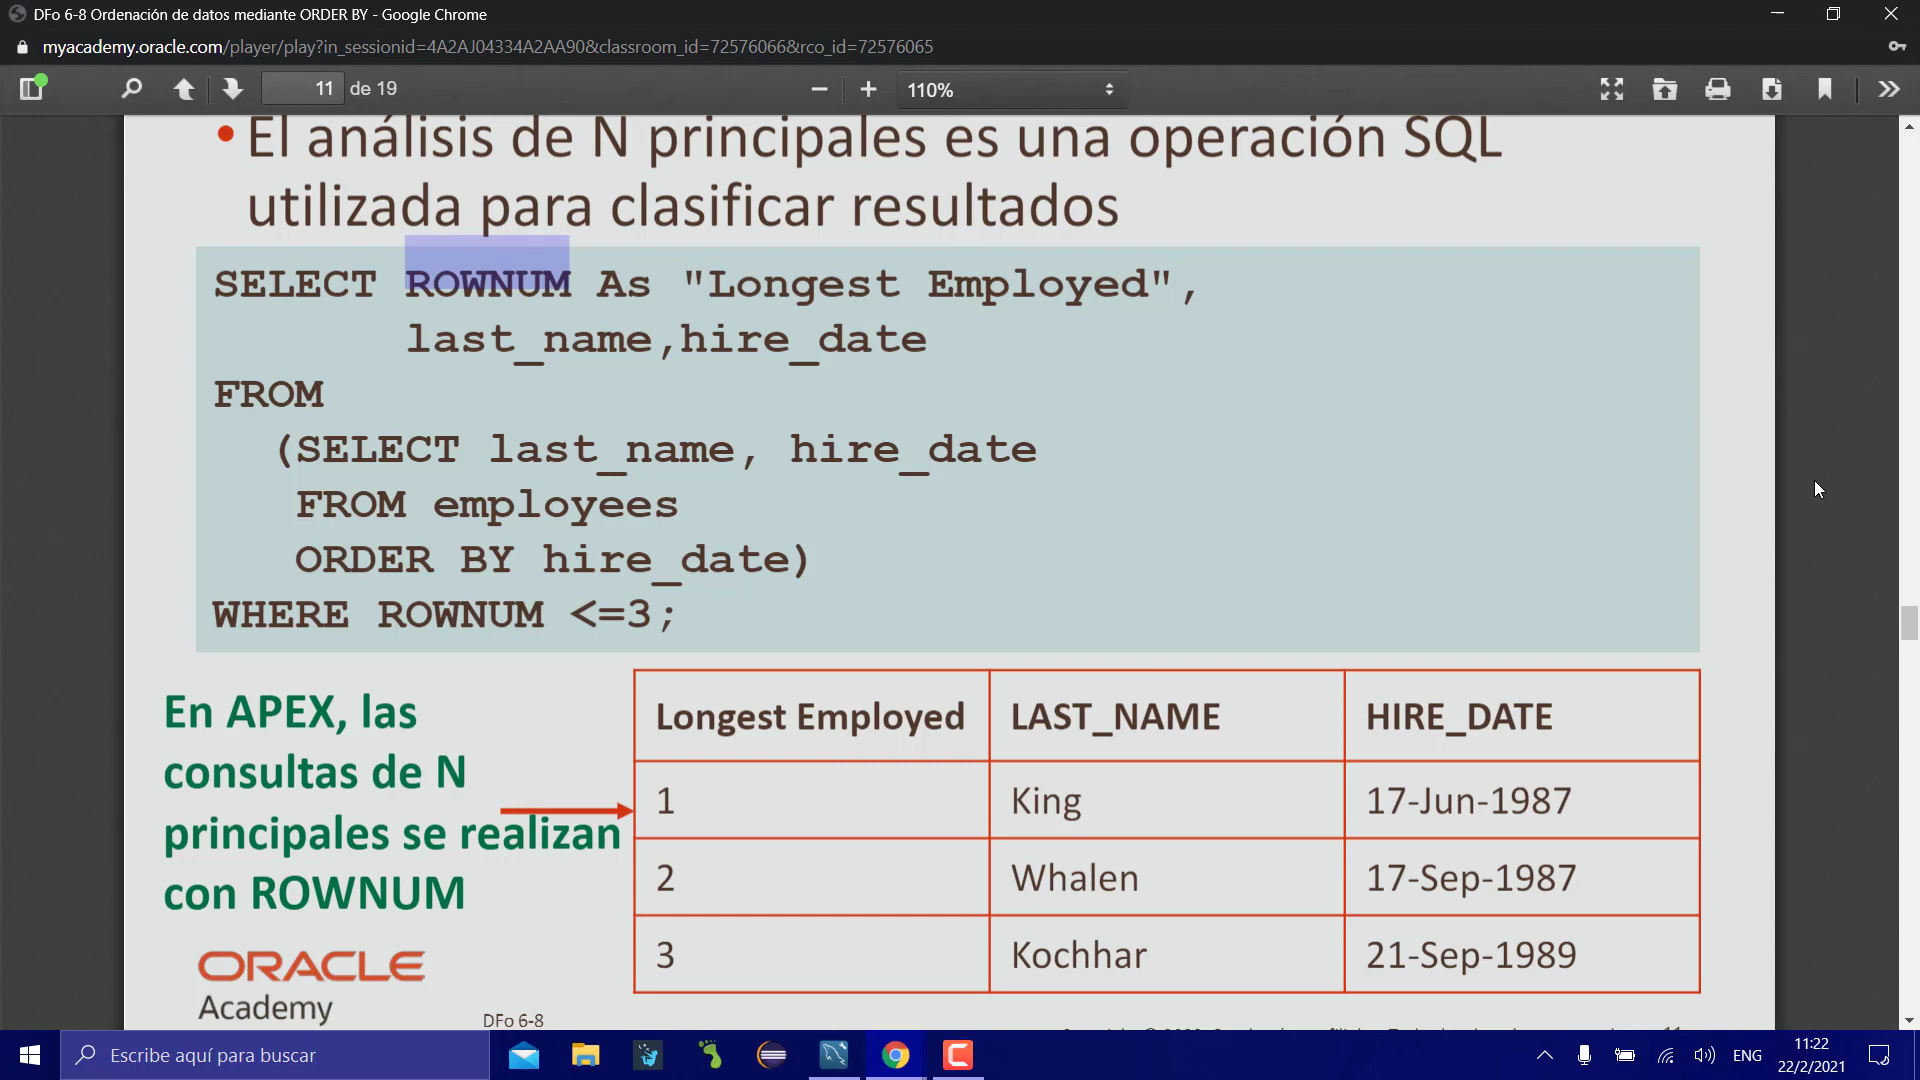 DFo 6-8 Ordenación de datos mediante ORDER BY - Google Chrome
myacademy.oracle.com/player/play?in_sessionid=4A2AJ04334A2AA90&classroom_id=72576066&rco_id=72576065
11 de 19
110%
• El análisis de N principales es una operación SQL
utilizada para clasificar resultados
SELECT ROWNUM As "Longest Employed",
last_name,hire_date
FROM
(SELECT last_name, hire_date
FROM employees
ORDER BY hire_date)
WHERE ROWNUM <=3;
En APEX, las
consultas de N
principales se realizan
con ROWNUM
Longest Employed LAST_NAME HIRE_DATE
1 King 17-Jun-1987
2 Whalen 17-Sep-1987
3 Kochhar 21-Sep-1989
ORACLE
Academy
DFo 6-8
Escribe aquí para buscar
ENG
11:22
22/2/2021